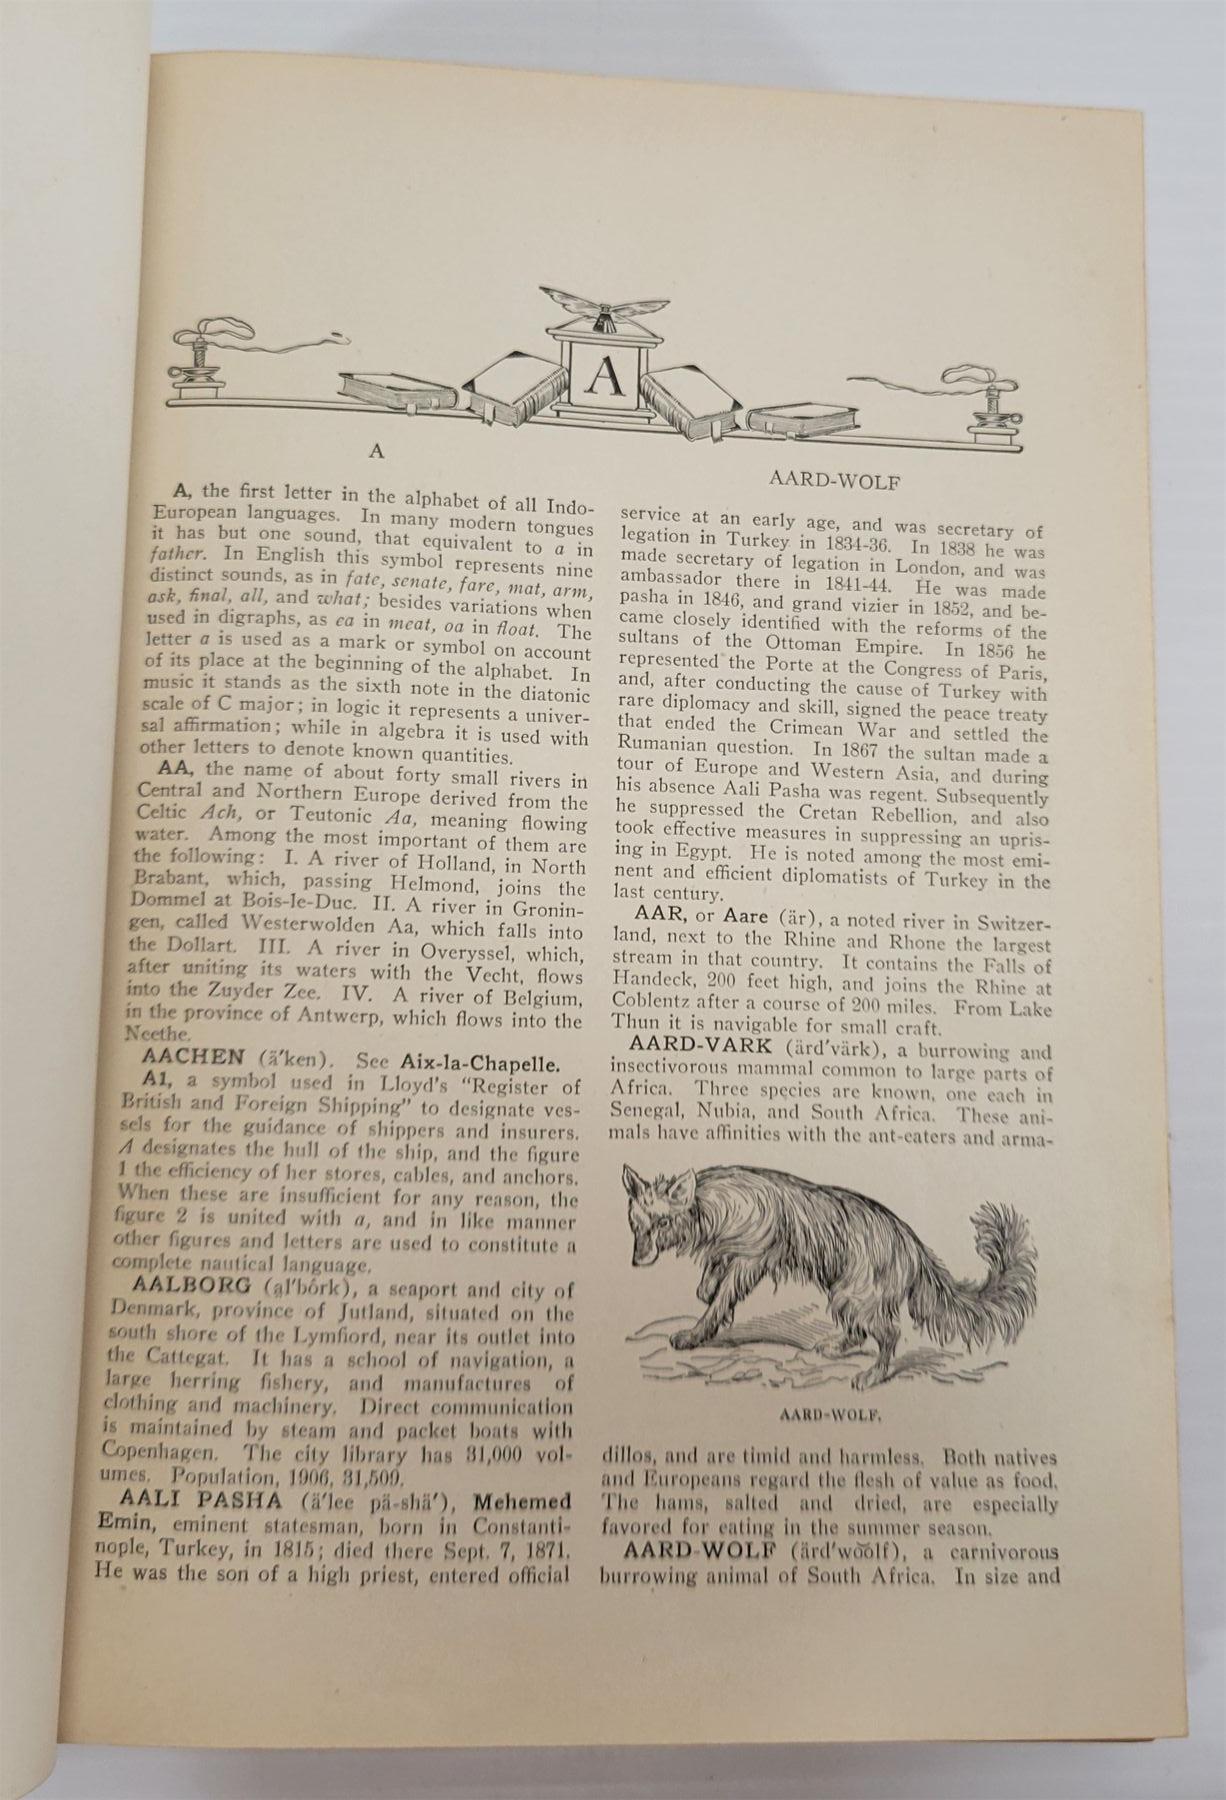 A
A
A, the first letter in the alphabet of all Indo-
European languages. In many modern tongues
it has but one sound, that equivalent to a in
father. In English this symbol represents nine
distinct sounds, as in fate, senate, fare, mat, arm,
ask, final, all, and what; besides variations when
used in digraphs, as ea in meat, oa in float. The
letter a is used as a mark or symbol on account
of its place at the beginning of the alphabet. In
music it stands as the sixth note in the diatonic
scale of C major; in logic it represents a univer-
sal affirmation; while in algebra it is used with
other letters to denote known quantities.
AA, the name of about forty small rivers in
Central and Northern Europe derived from the
Celtic Ach, or Teutonic Aa, meaning flowing
water. Among the most important of them are
the following: I. A river of Holland, in North
Brabant, which, passing Helmond, joins the
Dommel at Bois-le-Duc. II. A river in Gronin-
gen, called Westerwolden Aa, which falls into
the Dollart. III. A river in Overyssel, which,
after uniting its waters with the Vecht, flows
into the Zuyder Zee. IV. A river of Belgium,
in the province of Antwerp, which flows into the
Neethe.
AACHEN (ä'ken). See Aix-la-Chapelle.
A1, a symbol used in Lloyd's "Register of
British and Foreign Shipping" to designate ves-
sels for the guidance of shippers and insurers.
A designates the hull of the ship, and the figure
1 the efficiency of her stores, cables, and anchors.
When these are insufficient for any reason, the
figure 2 is united with a, and in like manner
other figures and letters are used to constitute a
complete nautical language.
AALBORG (ạl'bôrk), a seaport and city of
Denmark, province of Jutland, situated on the
south shore of the Lymfiord, near its outlet into
the Cattegat. It has a school of navigation, a
large herring fishery, and manufactures of
clothing and machinery. Direct communication
is maintained by steam and packet boats with
Copenhagen. The city library has 31,000 vol-
umes. Population, 1906, 31,509.
AALI PASHA (ä'lee pä-shä'), Mehemed
Emin, eminent statesman, born in Constanti-
nople, Turkey, in 1815; died there Sept. 7, 1871.
He was the son of a high priest, entered official
AARD-WOLF
service at an early age, and was secretary of
legation in Turkey in 1834-36. In 1838 he was
made secretary of legation in London, and was
ambassador there in 1841-44. He was made
pasha in 1846, and grand vizier in 1852, and be-
came closely identified with the reforms of the
sultans of the Ottoman Empire. In 1856 he
represented the Porte at the Congress of Paris,
and, after conducting the cause of Turkey with
rare diplomacy and skill, signed the peace treaty
that ended the Crimean War and settled the
Rumanian question. In 1867 the sultan made a
tour of Europe and Western Asia, and during
his absence Aali Pasha was regent. Subsequently
he suppressed the Cretan Rebellion, and also
took effective measures in suppressing an upris-
ing in Egypt. He is noted among the most emi-
nent and efficient diplomatists of Turkey in the
last century.
AAR, or Aare (är), a noted river in Switzer-
land, next to the Rhine and Rhone the largest
stream in that country. It contains the Falls of
Handeck, 200 feet high, and joins the Rhine at
Coblentz after a course of 200 miles. From Lake
Thun it is navigable for small craft.
AARD-VARK (ärd'värk), a burrowing and
insectivorous mammal common to large parts of
Africa. Three species are known, one each in
Senegal, Nubia, and South Africa. These ani-
mals have affinities with the ant-eaters and arma-
AARD-WOLF.
dillos, and are timid and harmless. Both natives
and Europeans regard the flesh of value as food.
The hams, salted and dried, are especially
favored for eating in the summer season.
AARD-WOLF (ärd'wo͝olf), a carnivorous
burrowing animal of South Africa. In size and